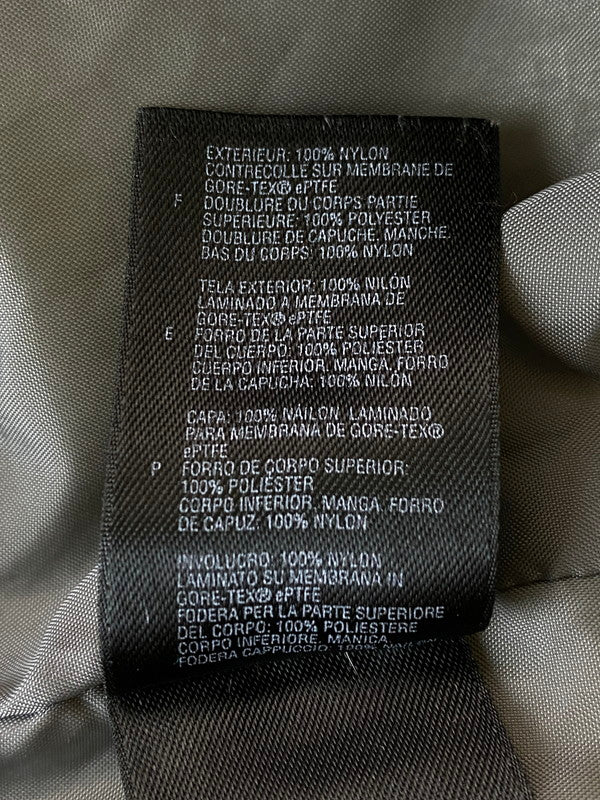 EXTERIEUR: 100% NYLON
CONTRECOLLE SUR MEMBRANE DE
GORE-TEX® ePTFE
F DOUBLURE DU CORPS PARTIE
SUPERIEURE: 100% POLYESTER
DOUBLURE DE CAPUCHE, MANCHE,
BAS DU CORPS: 100% NYLON
TELA EXTERIOR: 100% NILÓN
LAMINADO A MEMBRANA DE
GORE-TEX® ePTFE
E FORRO DE LA PARTE SUPERIOR
DEL CUERPO: 100% POLIÉSTER
CUERPO INFERIOR, MANGA, FORRO
DE LA CAPUCHA: 100% NILÓN
CAPA: 100% NÁILON LAMINADO
PARA MEMBRANA DE GORE-TEX®
ePTFE
P FORRO DE CORPO SUPERIOR:
100% POLIÉSTER
CORPO INFERIOR, MANGA, FORRO
DE CAPUZ: 100% NYLON
INVOLUCRO: 100% NYLON
LAMINATO SU MEMBRANA IN
GORE-TEX® ePTFE
FODERA PER LA PARTE SUPERIORE
DEL CORPO: 100% POLIESTERE
CORPO INFERIORE, MANICA,
FODERA CAPPUCCIO: 100% NYLON